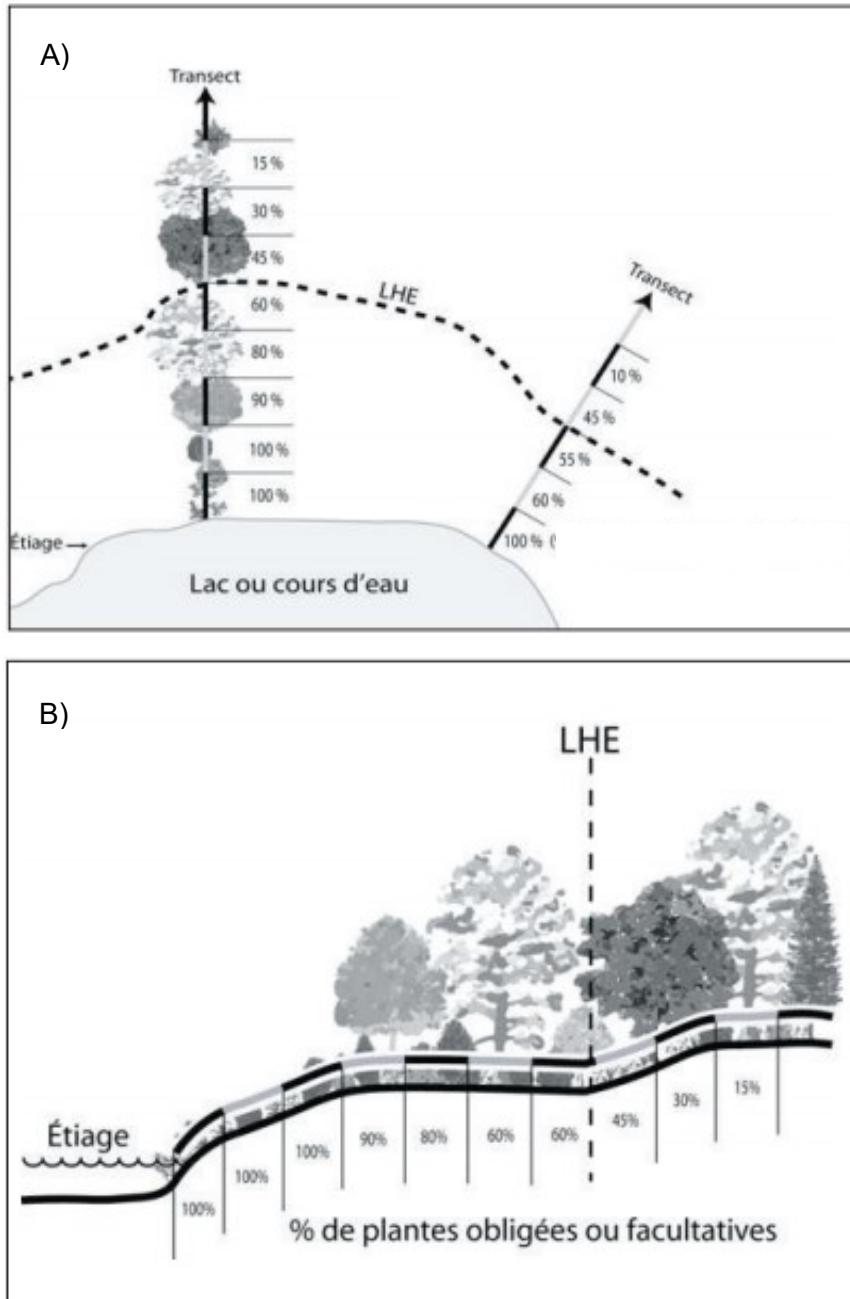 A)
Transect
15 %
30 %
45 %
LHE
60 %
80 %
90 %
100 %
100 %
Transect
10 %
45 %
55 %
60 %
100 % (
Étiage
Lac ou cours d'eau
B)
LHE
Étiage
100%
100%
100%
90%
80%
60%
60%
45%
30%
15%
% de plantes obligées ou facultatives